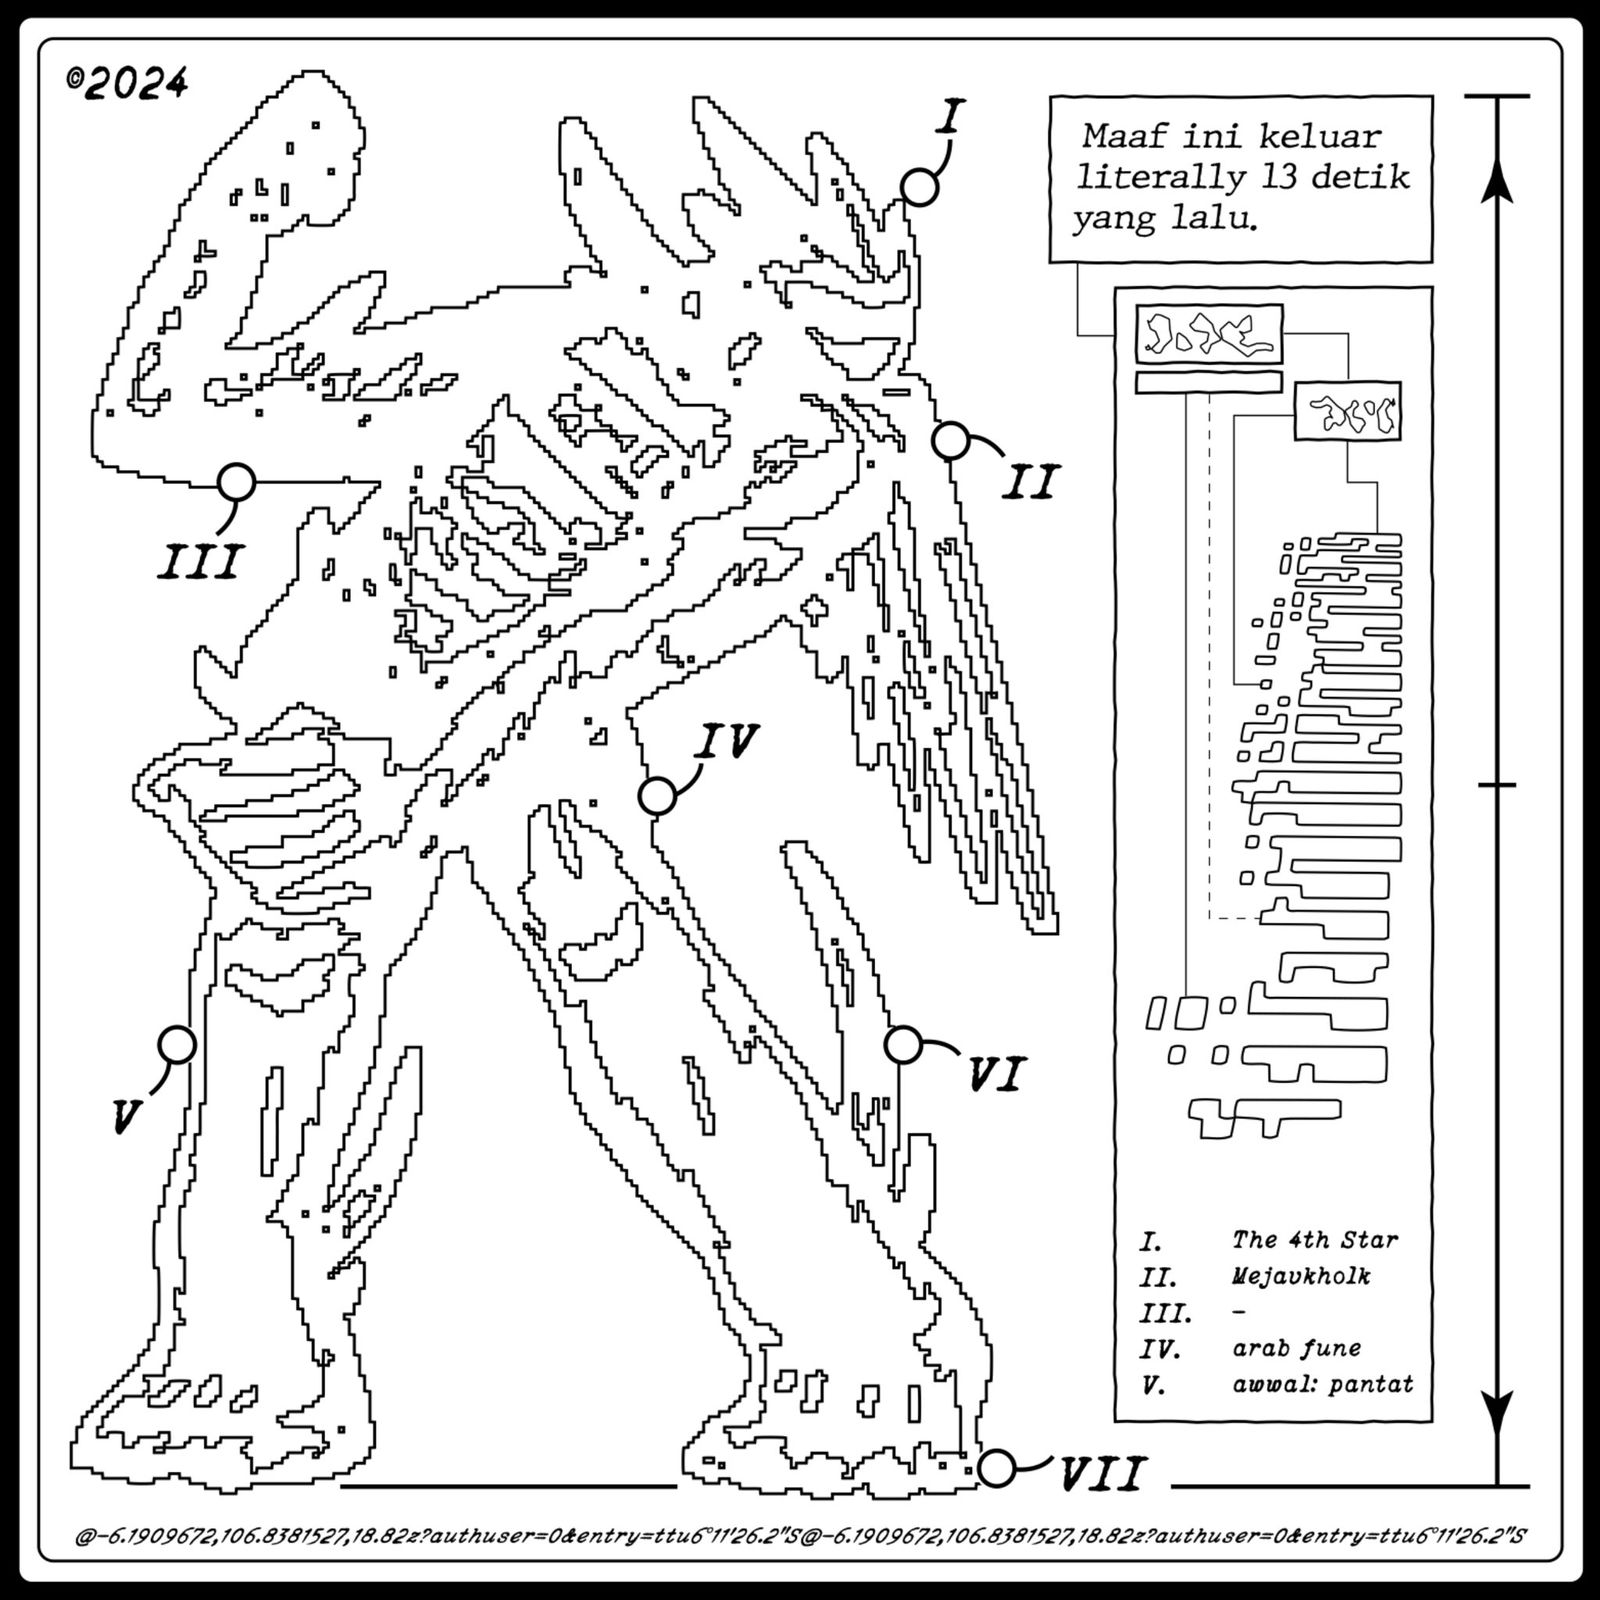 ©2024
I
Maaf ini keluar
literally 13 detik
yang lalu.
II
III
IV
V
VI
I. The 4th Star
II. Mejavkholk
III. –
IV. arab fune
V. awwal: pantat
VII
@-6.1909672,106.8381527,18.82z?authuser=0&entry=ttu6°11'26.2"S@-6.1909672,106.8381527,18.82z?authuser=0&entry=ttu6°11'26.2"S